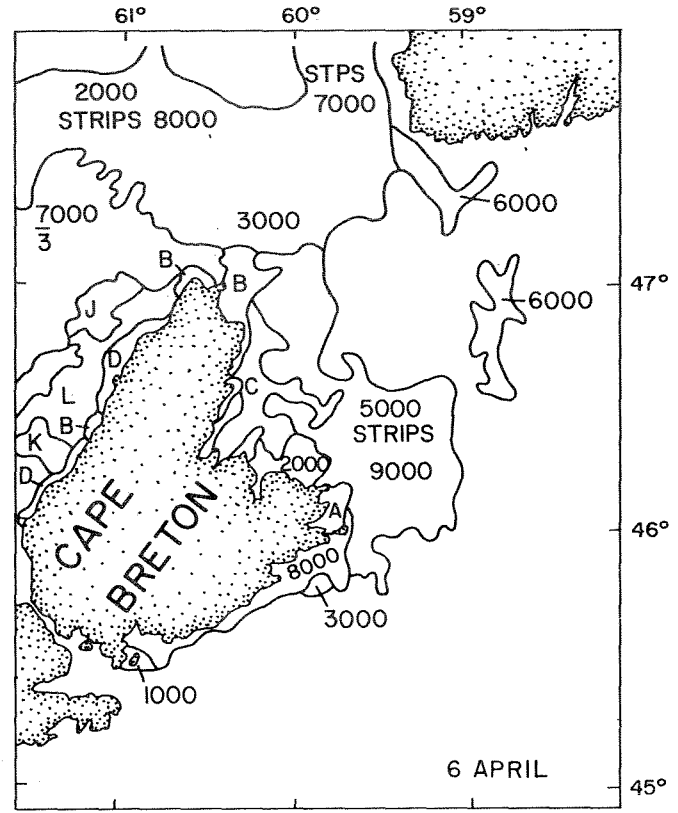 61° 60° 59°
2000
STRIPS 8000
STPS
7000
6000
7000
3
3000
B
B
47°
6000
J
D
C
L
B
K
D
5000
STRIPS
9000
2000
A
46°
CAPE
BRETON
8000
3000
1000
6 APRIL
45°